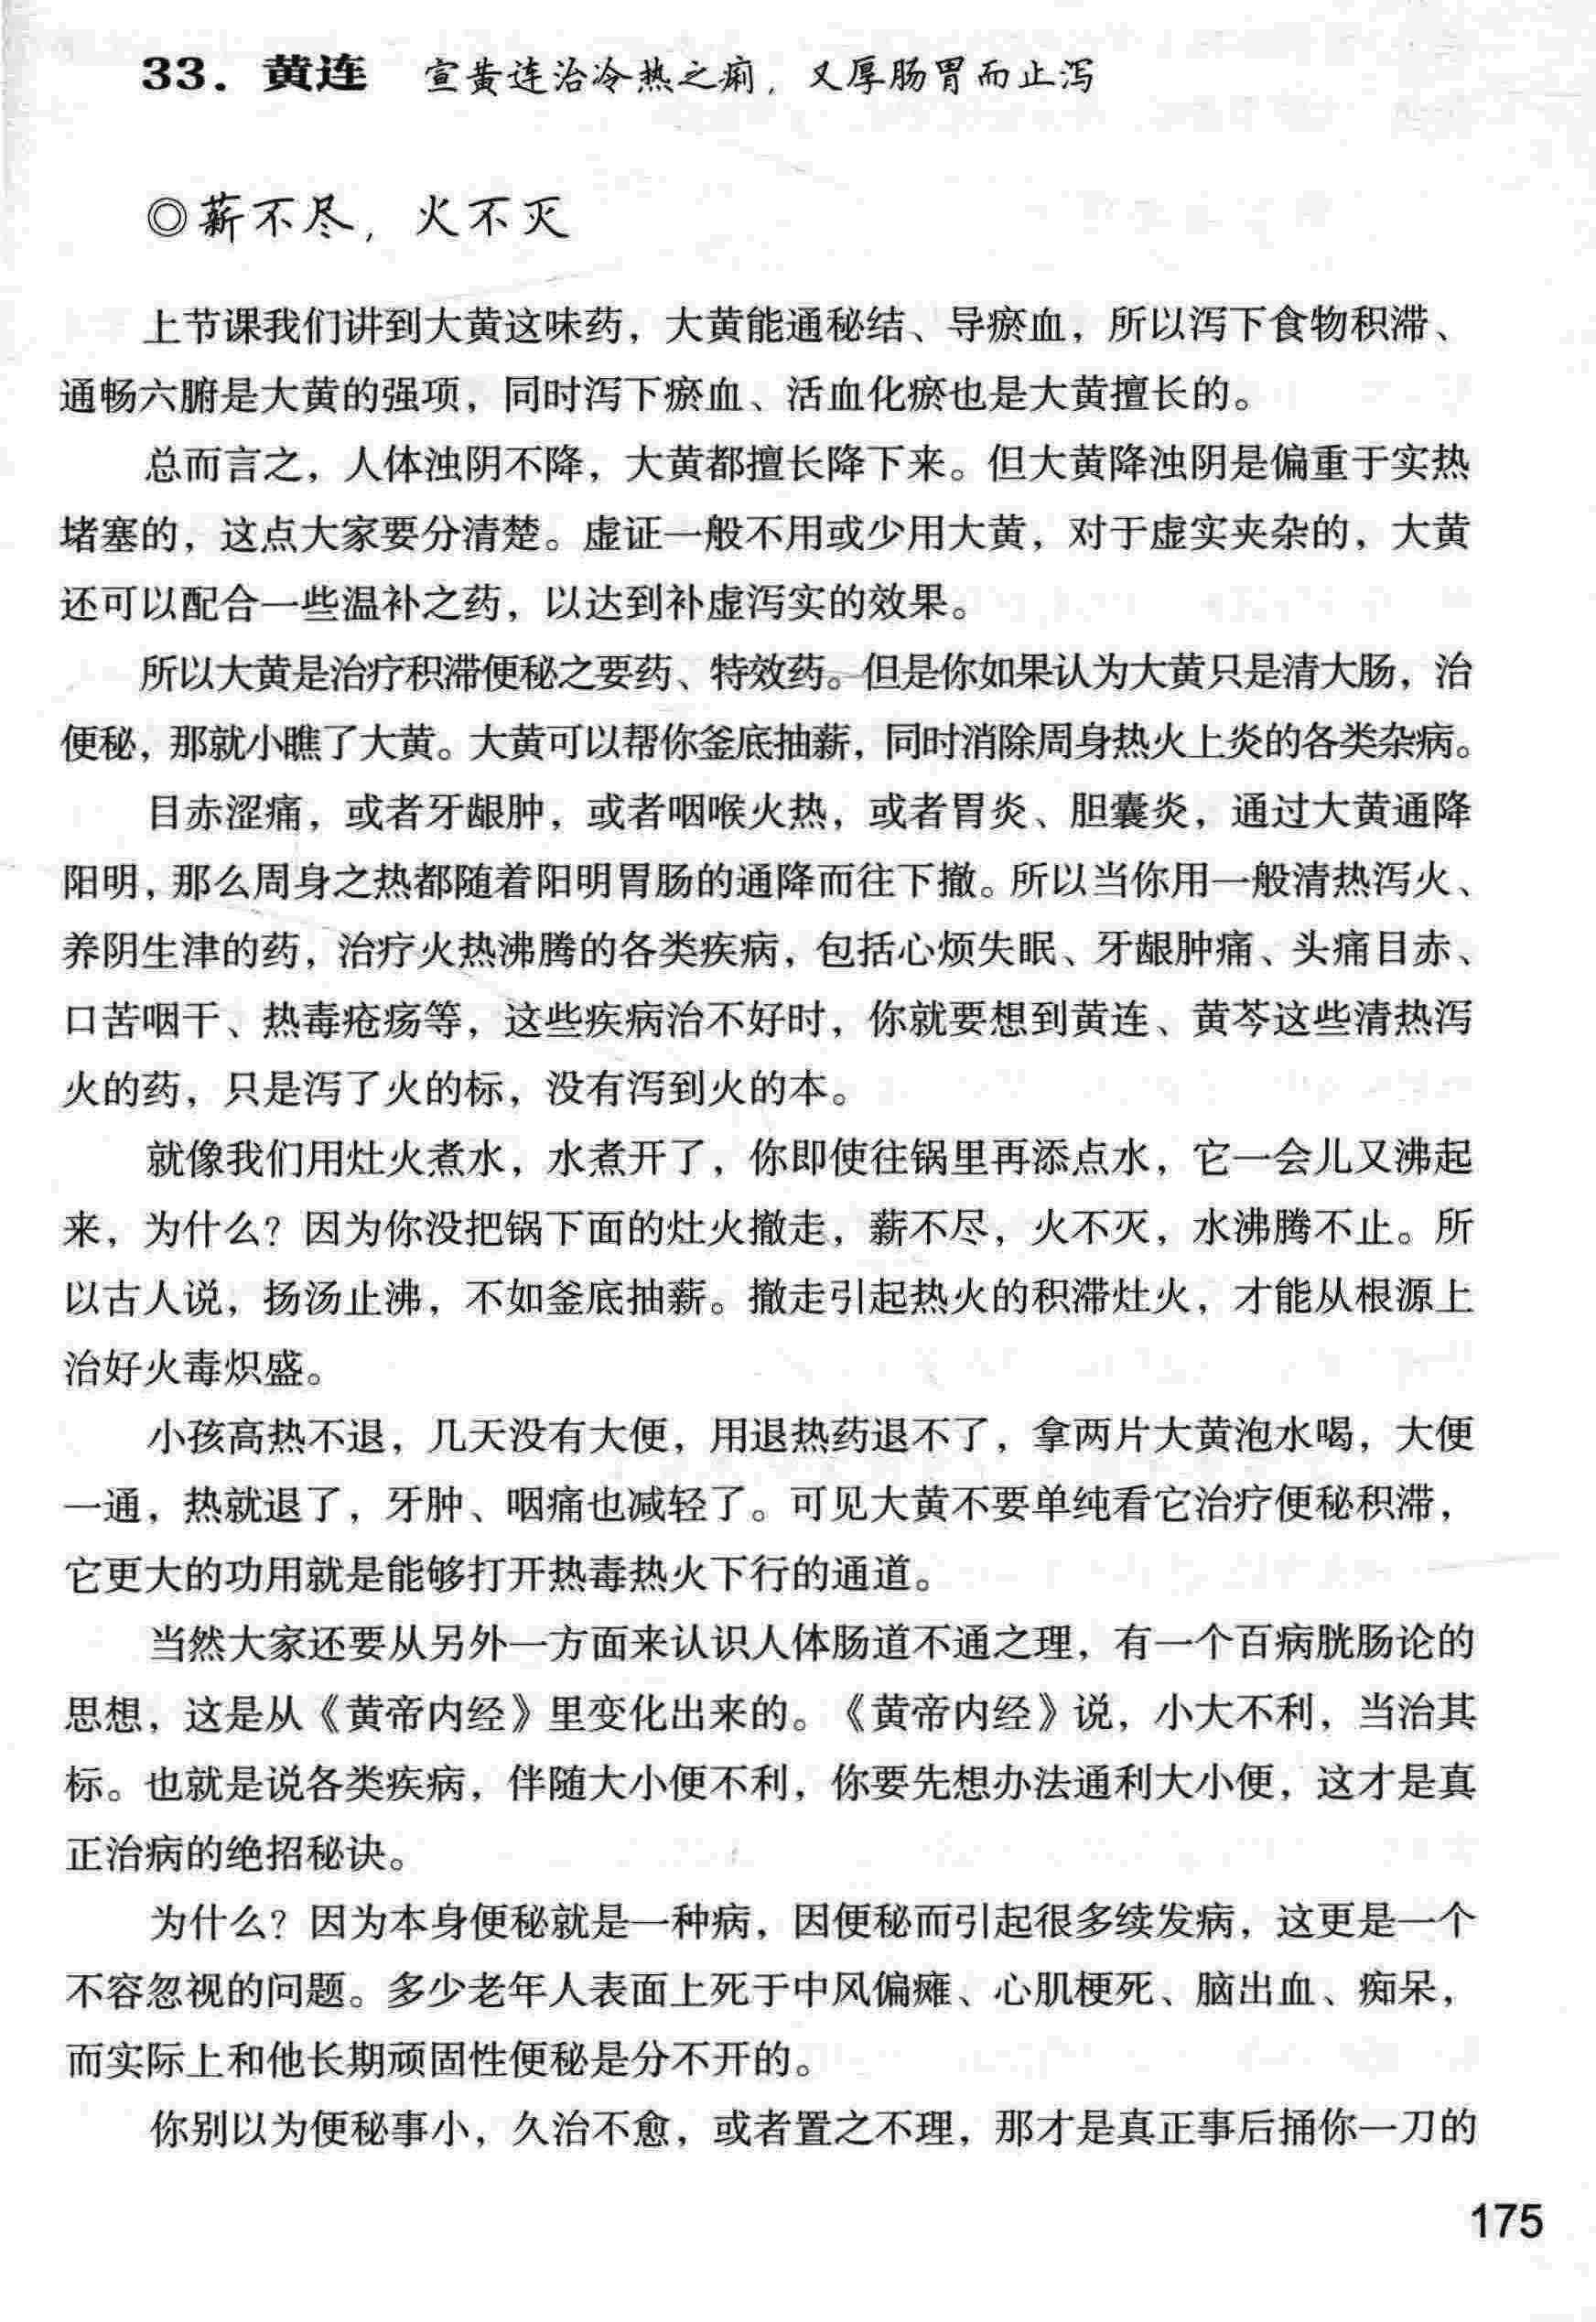 33. 黄连 宣黄连治冷热之痢，又厚肠胃而止泻
◎薪不尽，火不灭
上节课我们讲到大黄这味药，大黄能通秘结、导瘀血，所以泻下食物积滞、
通畅六腑是大黄的强项，同时泻下瘀血、活血化瘀也是大黄擅长的。
总而言之，人体浊阴不降，大黄都擅长降下来。但大黄降浊阴是偏重于实热
堵塞的，这点大家要分清楚。虚证一般不用或少用大黄，对于虚实夹杂的，大黄
还可以配合一些温补之药，以达到补虚泻实的效果。
所以大黄是治疗积滞便秘之要药、特效药。但是你如果认为大黄只是清大肠，治
便秘，那就小瞧了大黄。大黄可以帮你釜底抽薪，同时消除周身热火上炎的各类杂病。
目赤涩痛，或者牙龈肿，或者咽喉火热，或者胃炎、胆囊炎，通过大黄通降
阳明，那么周身之热都随着阳明胃肠的通降而往下撤。所以当你用一般清热泻火、
养阴生津的药，治疗火热沸腾的各类疾病，包括心烦失眠、牙龈肿痛、头痛目赤、
口苦咽干、热毒疮疡等，这些疾病治不好时，你就要想到黄连、黄芩这些清热泻
火的药，只是泻了火的标，没有泻到火的本。
就像我们用灶火煮水，水煮开了，你即使往锅里再添点水，它一会儿又沸起
来，为什么？因为你没把锅下面的灶火撤走，薪不尽，火不灭，水沸腾不止。所
以古人说，扬汤止沸，不如釜底抽薪。撤走引起热火的积滞灶火，才能从根源上
治好火毒炽盛。
小孩高热不退，几天没有大便，用退热药退不了，拿两片大黄泡水喝，大便
一通，热就退了，牙肿、咽痛也减轻了。可见大黄不要单纯看它治疗便秘积滞，
它更大的功用就是能够打开热毒热火下行的通道。
当然大家还要从另外一方面来认识人体肠道不通之理，有一个百病胱肠论的
思想，这是从《黄帝内经》里变化出来的。《黄帝内经》说，小大不利，当治其
标。也就是说各类疾病，伴随大小便不利，你要先想办法通利大小便，这才是真
正治病的绝招秘诀。
为什么？因为本身便秘就是一种病，因便秘而引起很多续发病，这更是一个
不容忽视的问题。多少老年人表面上死于中风偏瘫、心肌梗死、脑出血、痴呆，
而实际上和他长期顽固性便秘是分不开的。
你别以为便秘事小，久治不愈，或者置之不理，那才是真正事后捅你一刀的
175